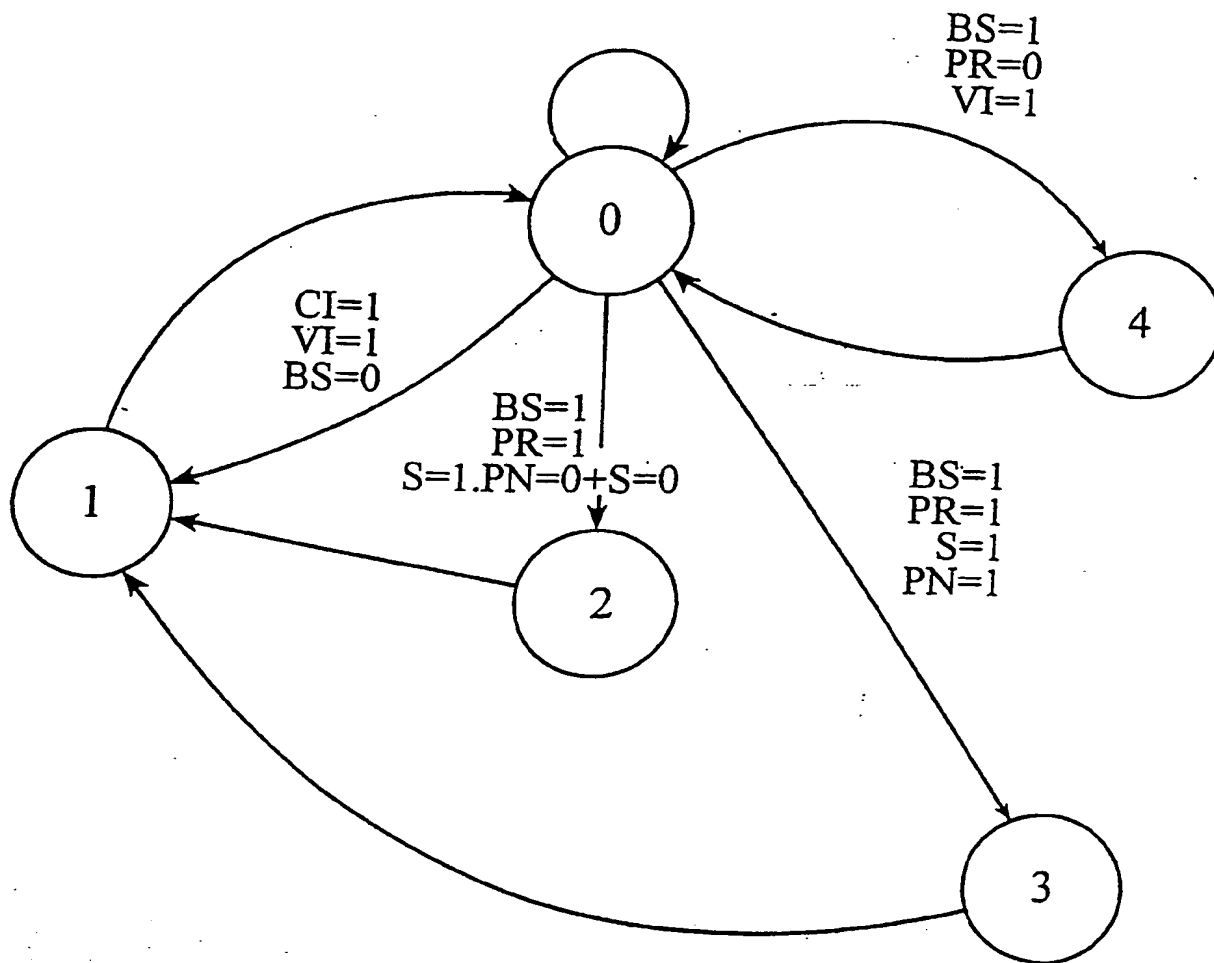 BS=1
PR=0
VI=1
0
4
CI=1
VI=1
BS=0
BS=1
PR=1
S=1.PN=0+S=0
1
2
BS=1
PR=1
S=1
PN=1
3